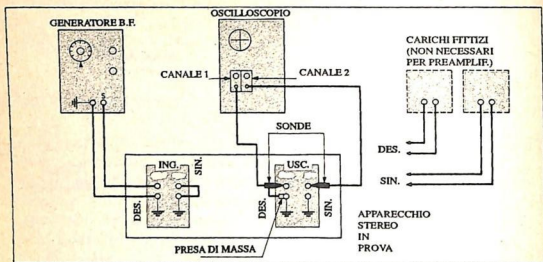 GENERATORE B.F.
OSCILLOSCOPIO
CANALE 1
CANALE 2
CARICHI FITTIZI
(NON NECESSARI
PER PREAMPLIF.)
S
SONDE
DES.
SIN.
ING.
SIN.
DES.
USC.
DES.
SIN.
PRESA DI MASSA
APPARECCHIO
STEREO
IN
PROVA